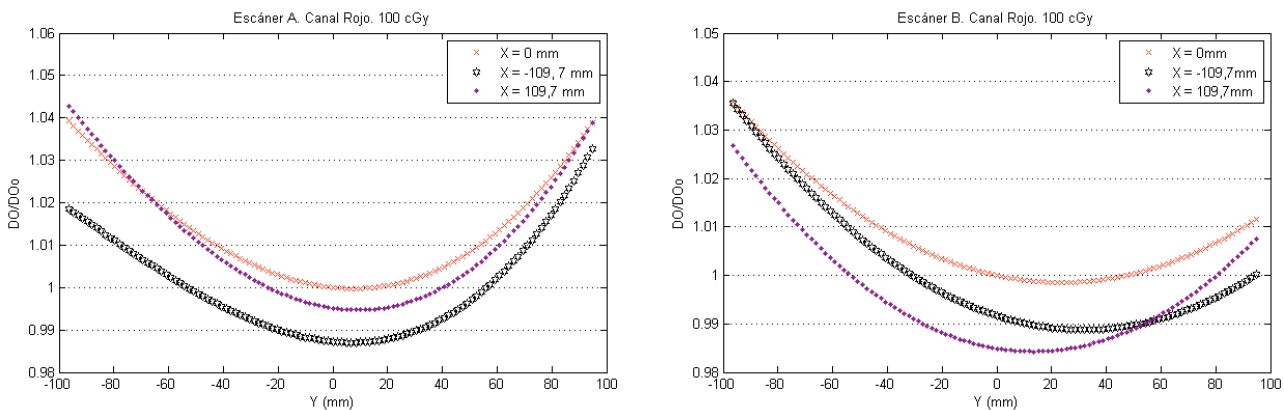 Escáner A. Canal Rojo. 100 cGy
1.06
1.05
1.04
1.03
1.02
1.01
1
0.99
0.98
DO/DOo
X = 0 mm
X = -109, 7 mm
X = 109,7 mm
-100 -80 -60 -40 -20 0 20 40 60 80 100
Y (mm)
Escáner B. Canal Rojo. 100 cGy
1.05
1.04
1.03
1.02
1.01
1
0.99
0.98
DO/DOo
X = 0mm
X = -109,7mm
X = 109,7mm
-100 -80 -60 -40 -20 0 20 40 60 80 100
Y (mm)